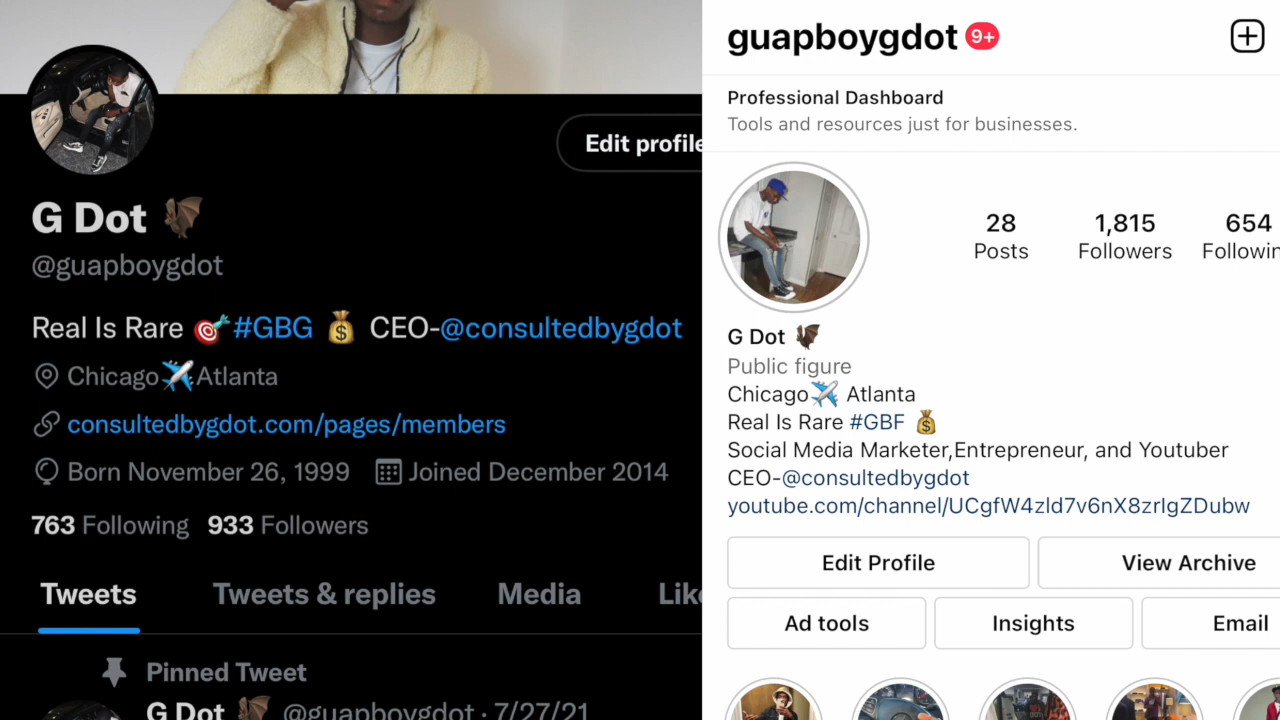 Edit profile
G Dot 🦇
@guapboygdot
Real Is Rare 🎯#GBG 💰 CEO-@consultedbygdot
Chicago✈️Atlanta
consultedbygdot.com/pages/members
Born November 26, 1999 Joined December 2014
763 Following 933 Followers
Tweets Tweets & replies Media Like
Pinned Tweet
G Dot 🦇 @guapboygdot · 7/27/21
guapboygdot 9+
Professional Dashboard
Tools and resources just for businesses.
28 1,815 654
Posts Followers Followin
G Dot 🦇
Public figure
Chicago✈️ Atlanta
Real Is Rare #GBF 💰
Social Media Marketer,Entrepreneur, and Youtuber
CEO-@consultedbygdot
youtube.com/channel/UCgfW4zld7v6nX8zrIgZDubw
Edit Profile View Archive
Ad tools Insights Email